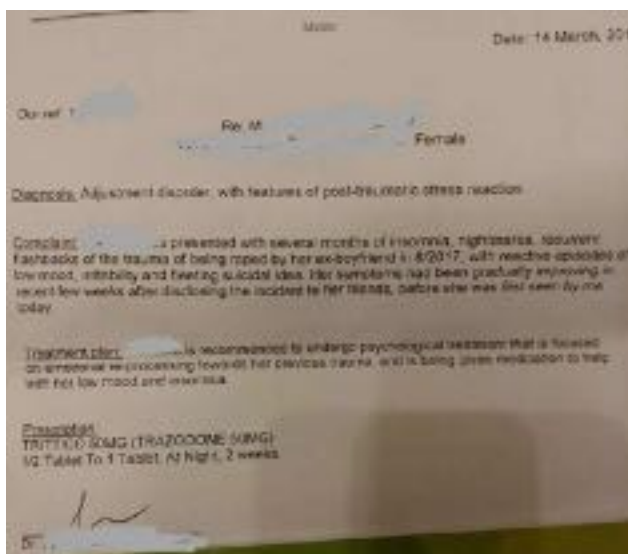 Memo
Date: 14 March, 201
Our ref: 1
Re: M
Female
Diagnosis: Adjustment disorder, with features of post-traumatic stress reaction
Complaint: is presented with several months of insomnia, nightmares, recurrent
flashbacks of the trauma of being raped by her ex-boyfriend in 8/2017, with reactive episodes of
low mood, irritability and fleeting suicidal idea. Her symptoms had been gradually improving in
recent few weeks after disclosing the incident to her friends, before she was first seen by me
today.
Treatment plan: is recommended to undergo psychological treatment that is focused
on emotional re-processing towards her previous trauma, and is being given medication to help
with her low mood and insomnia.
Prescription
TRITTICO 50MG (TRAZODONE 50MG)
1/2 Tablet To 1 Tablet, At Night, 2 weeks
Dr.